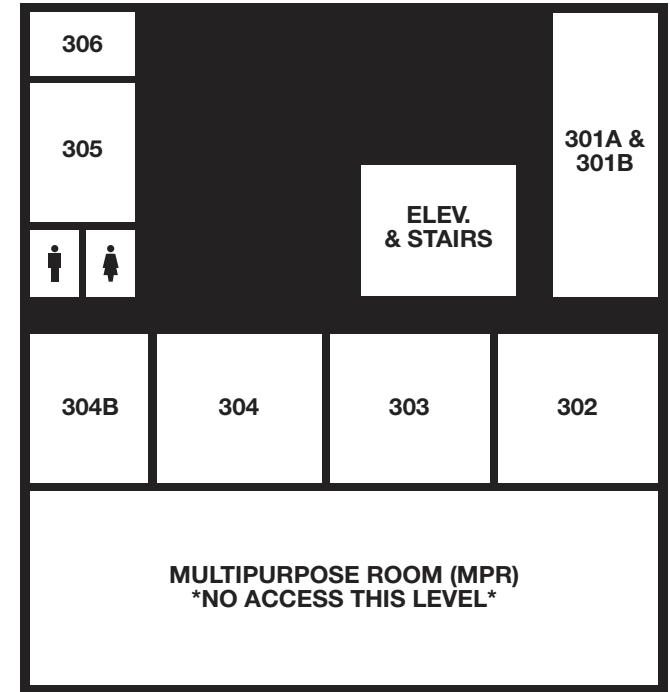 306
305
301A &
301B
ELEV.
& STAIRS
304B
304
303
302
MULTIPURPOSE ROOM (MPR)
*NO ACCESS THIS LEVEL*